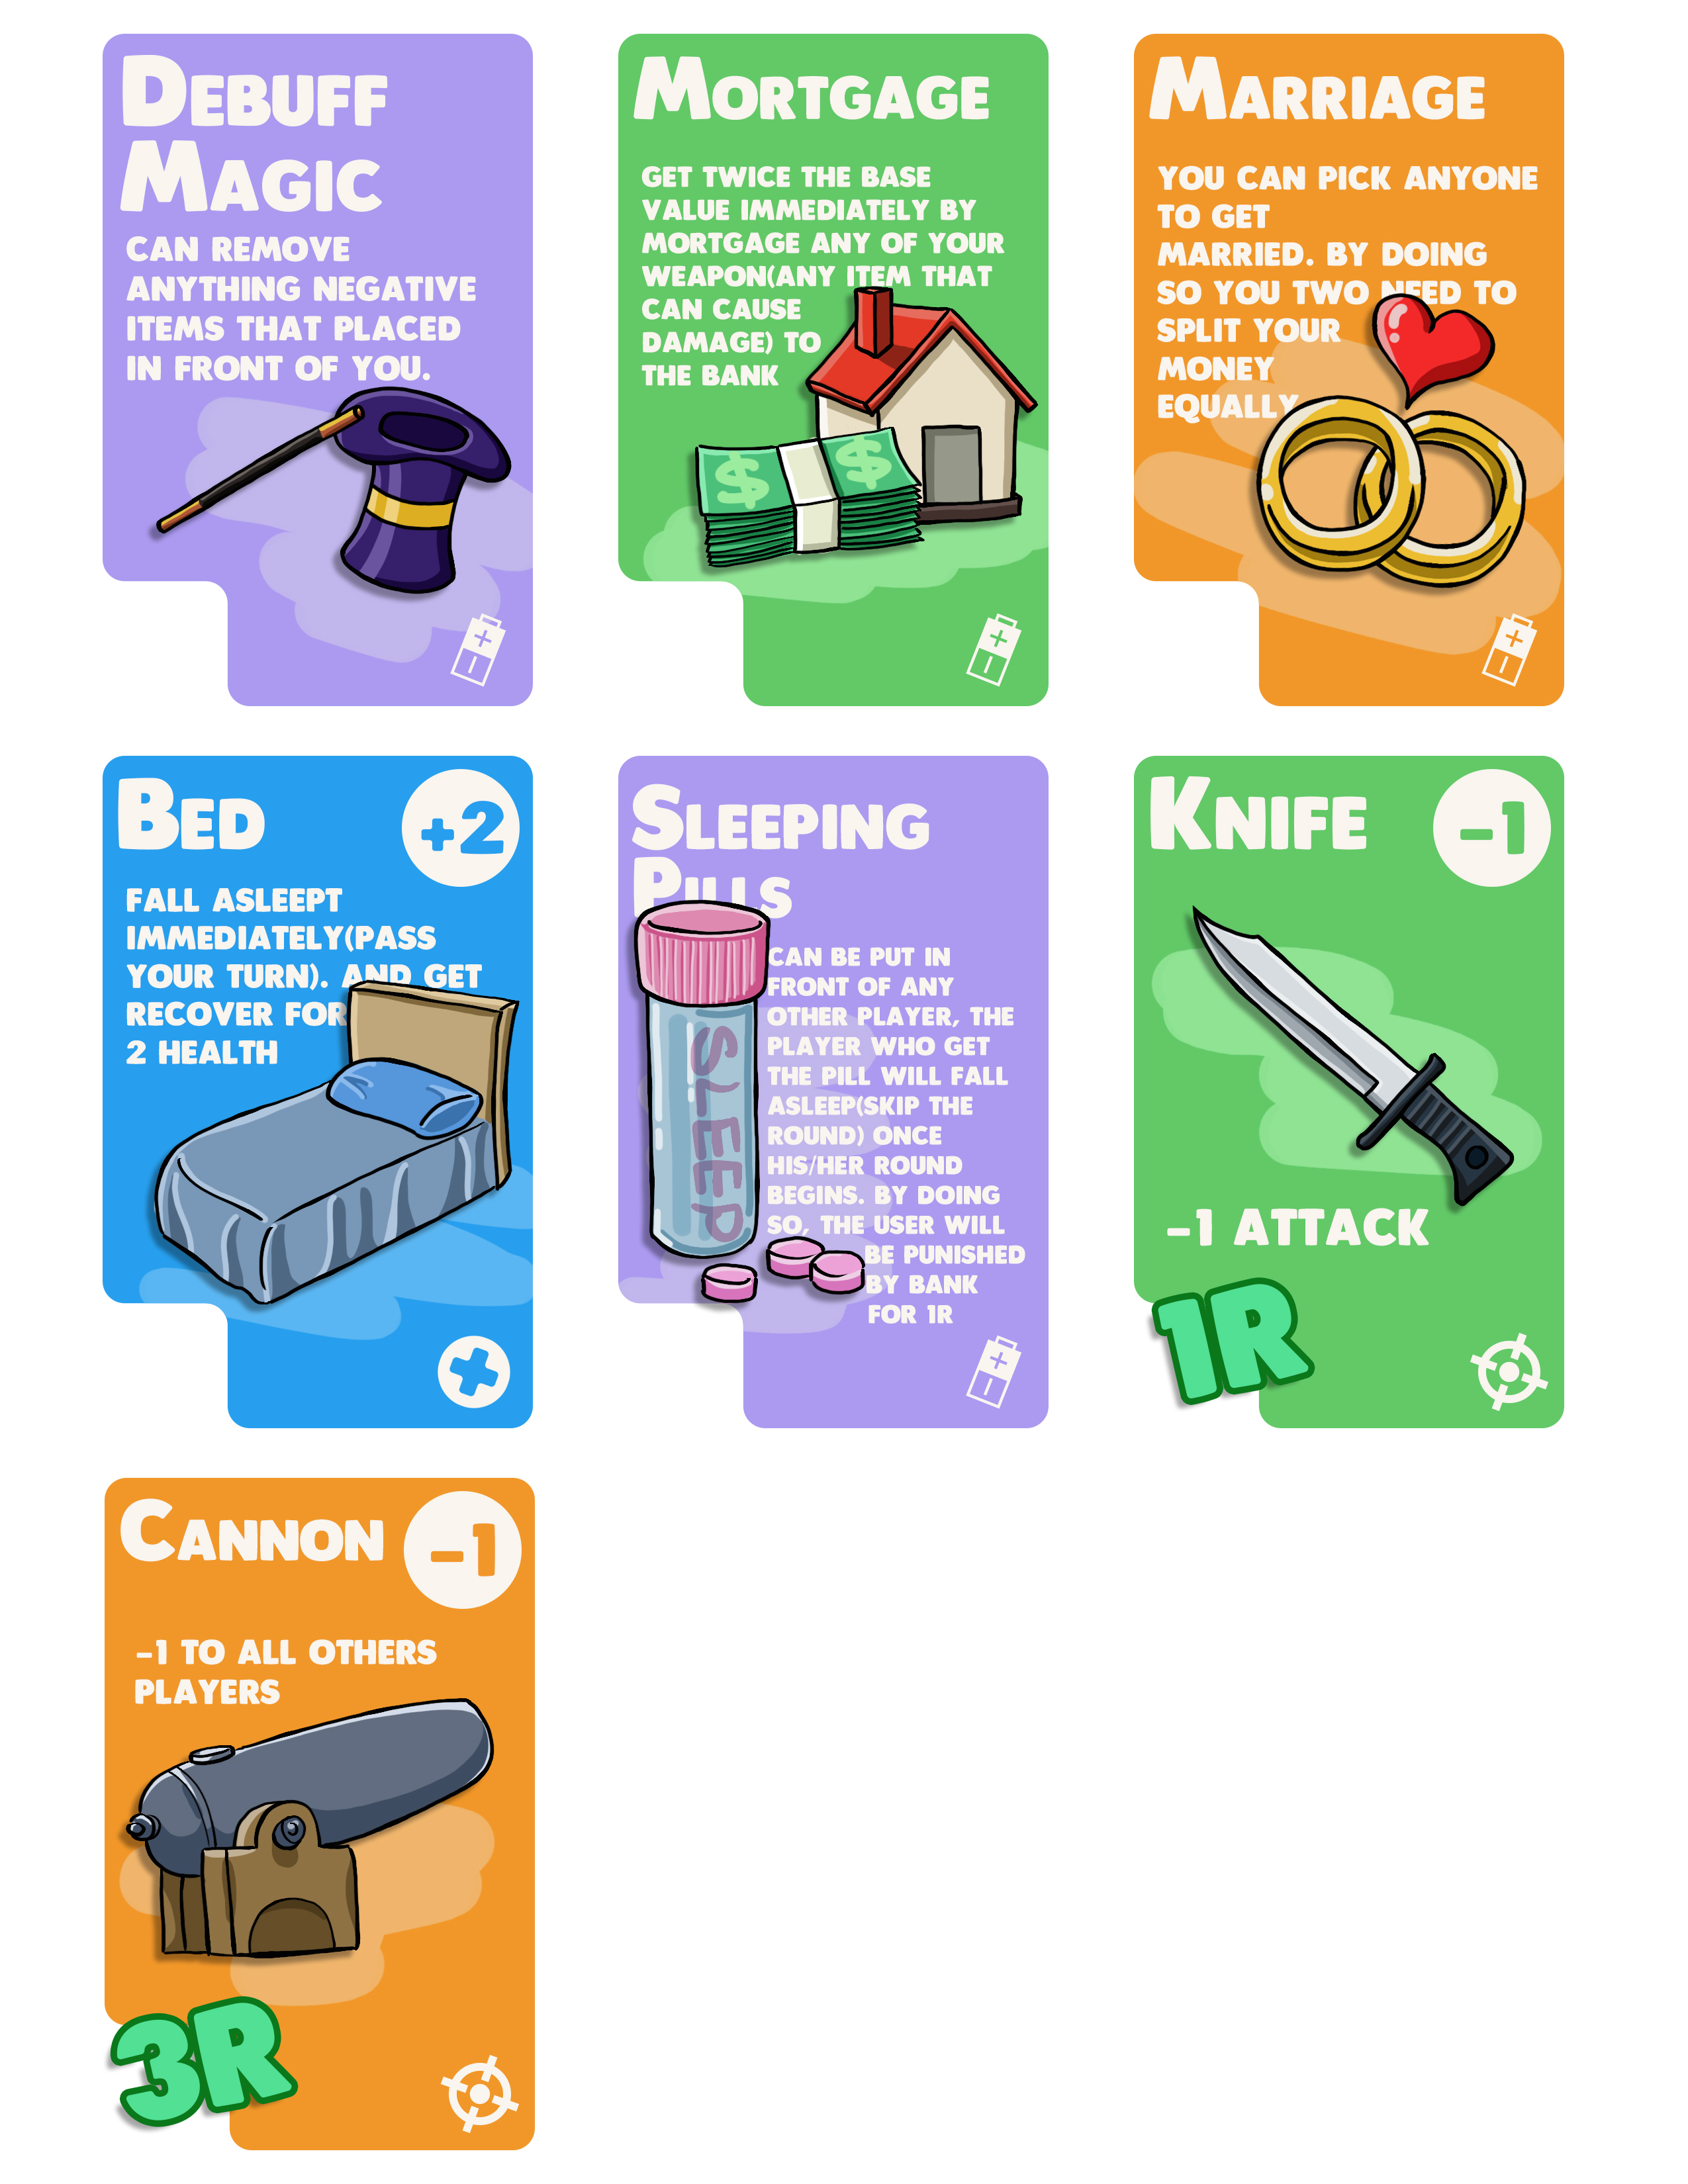 DEBUFF
MAGIC
CAN REMOVE
ANYTHING NEGATIVE
ITEMS THAT PLACED
IN FRONT OF YOU.
MORTGAGE
GET TWICE THE BASE
VALUE IMMEDIATELY BY
MORTGAGE ANY OF YOUR
WEAPON(ANY ITEM THAT
CAN CAUSE
DAMAGE) TO
THE BANK
$ $
MARRIAGE
YOU CAN PICK ANYONE
TO GET
MARRIED. BY DOING
SO YOU TWO NEED TO
SPLIT YOUR
MONEY
EQUALLY
BED
+2
FALL ASLEEPT
IMMEDIATELY(PASS
YOUR TURN). AND GET
RECOVER FOR
2 HEALTH
SLEEPING
PILLS
CAN BE PUT IN
FRONT OF ANY
OTHER PLAYER, THE
PLAYER WHO GET
THE PILL WILL FALL
ASLEEP(SKIP THE
ROUND) ONCE
HIS/HER ROUND
BEGINS. BY DOING
SO, THE USER WILL
BE PUNISHED
BY BANK
FOR 1R
SLEEP
KNIFE
-1
-1 ATTACK
1R
CANNON
-1
-1 TO ALL OTHERS
PLAYERS
3R